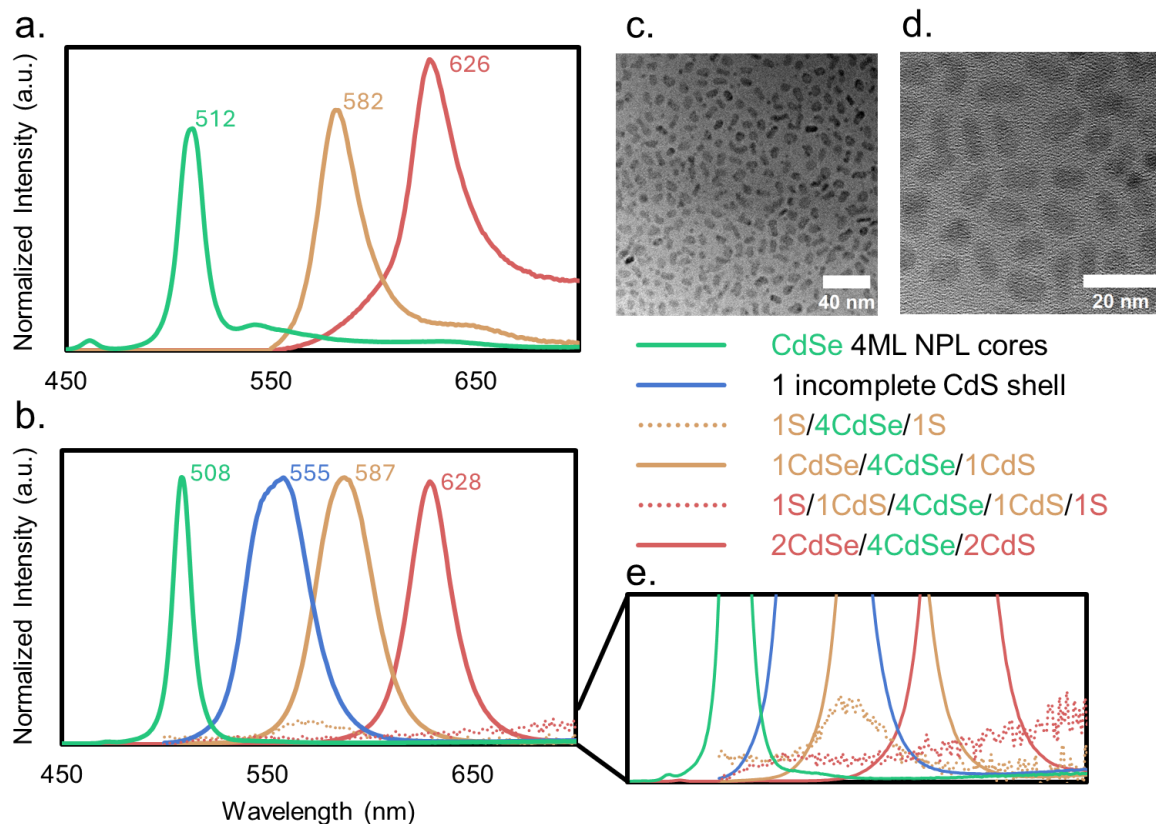 a.
Normalized Intensity (a.u.)
512
582
626
450
550
650
b.
Normalized Intensity (a.u.)
508
555
587
628
450
550
650
Wavelength (nm)
c.
40 nm
d.
20 nm
CdSe 4ML NPL cores
1 incomplete CdS shell
1S/4CdSe/1S
1CdSe/4CdSe/1CdS
1S/1CdS/4CdSe/1CdS/1S
2CdSe/4CdSe/2CdS
e.